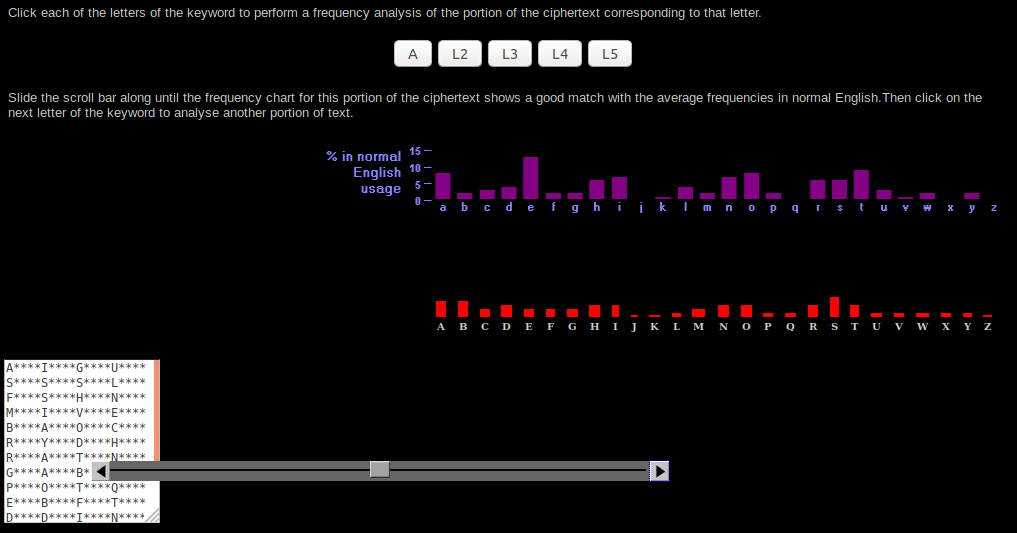 Click each of the letters of the keyword to perform a frequency analysis of the portion of the ciphertext corresponding to that letter.
A L2 L3 L4 L5
Slide the scroll bar along until the frequency chart for this portion of the ciphertext shows a good match with the average frequencies in normal English.Then click on the
next letter of the keyword to analyse another portion of text.
% in normal
English
usage
15
10
5
0
a b c d e f g h i j k l m n o p q r s t u v w x y z
A B C D E F G H I J K L M N O P Q R S T U V W X Y Z
A****I****G****U****
S****S****S****L****
F****S****H****N****
M****I****V****E****
B****A****O****C****
R****Y****D****H****
R****A****T****N****
G****A****B*
P****O****T****Q****
E****B****F****T****
D****D****I****N****